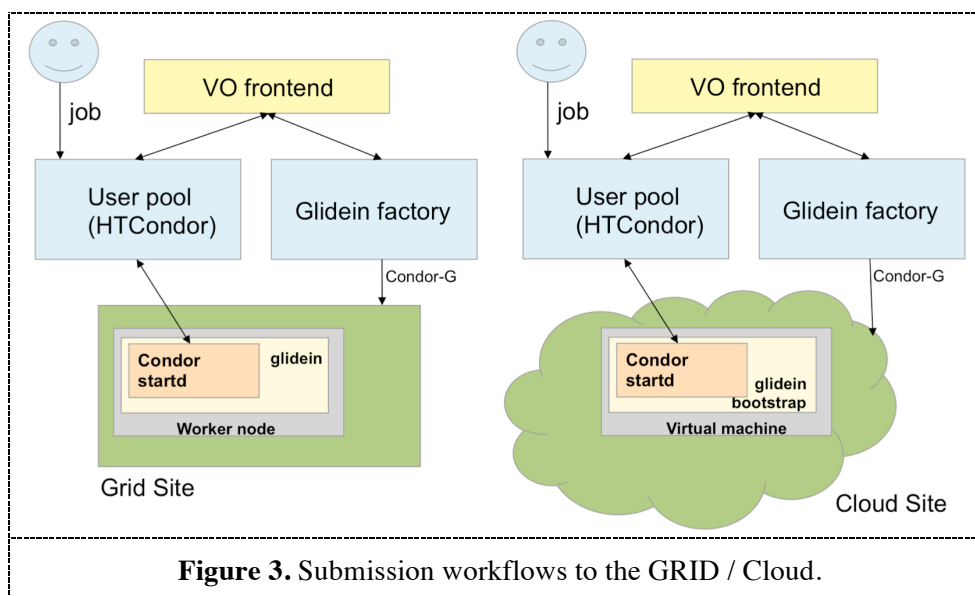 VO frontend
job
User pool
(HTCondor)
Glidein factory
Condor-G
Condor
startd
glidein
Worker node
Grid Site
VO frontend
job
User pool
(HTCondor)
Glidein factory
Condor-G
Condor
startd
glidein
bootstrap
Virtual machine
Cloud Site
Figure 3. Submission workflows to the GRID / Cloud.